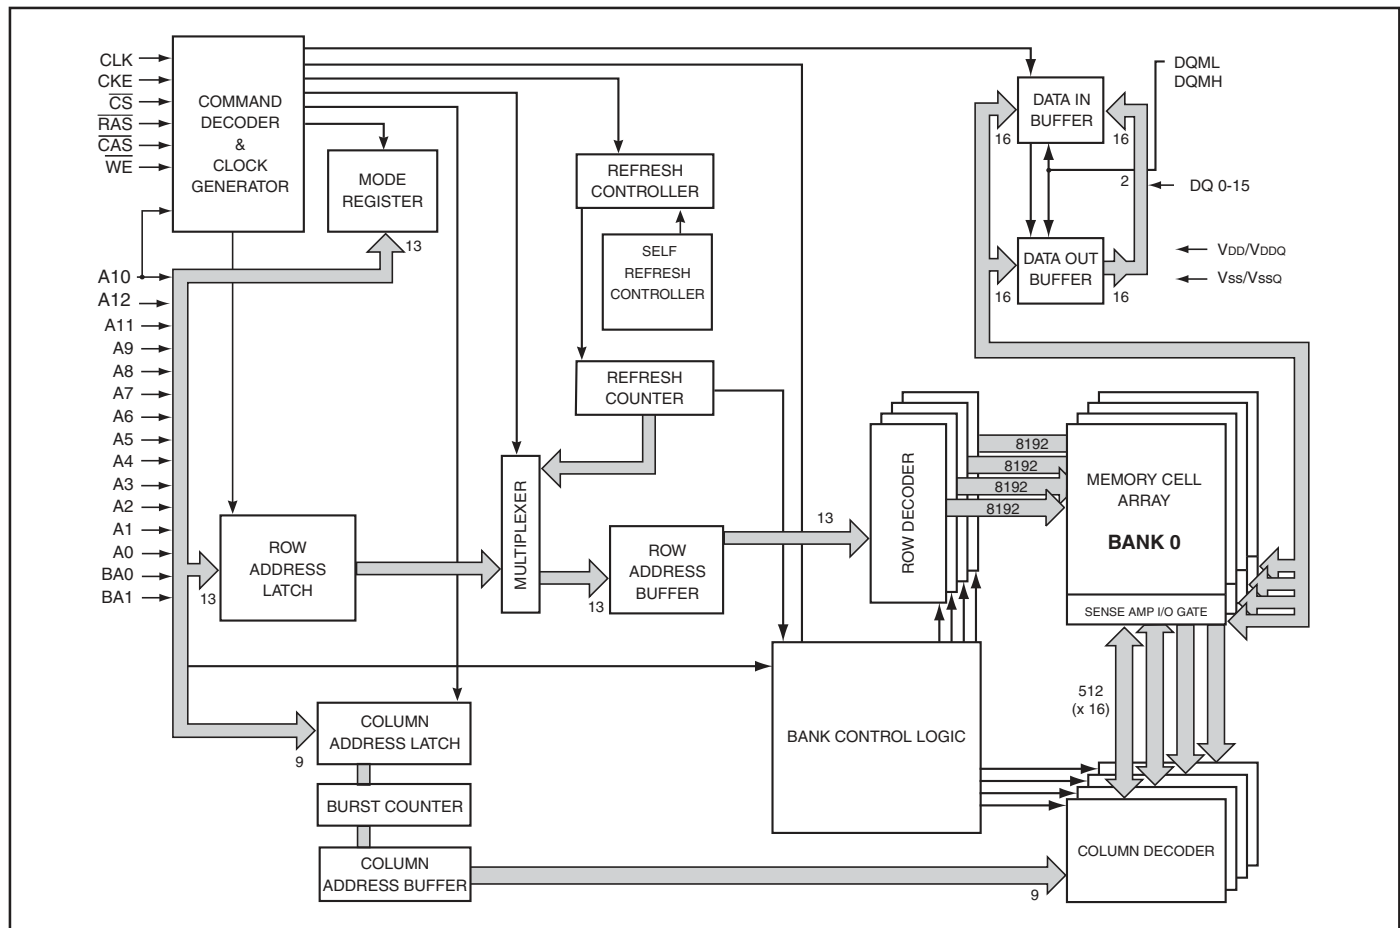 CLK
CKE
CS
RAS
CAS
WE
A10
A12
A11
A9
A8
A7
A6
A5
A4
A3
A2
A1
A0
BA0
BA1
COMMAND
DECODER
&
CLOCK
GENERATOR
MODE
REGISTER
13
REFRESH
CONTROLLER
SELF
REFRESH
CONTROLLER
REFRESH
COUNTER
DATA IN
BUFFER
16
16
DQML
DQMH
2
DQ 0-15
DATA OUT
BUFFER
16
16
VDD/VDDQ
Vss/VssQ
13
ROW
ADDRESS
LATCH
MULTIPLEXER
13
ROW
ADDRESS
BUFFER
13
ROW DECODER
8192
8192
8192
8192
MEMORY CELL
ARRAY
BANK 0
SENSE AMP I/O GATE
512
(x 16)
BANK CONTROL LOGIC
9
COLUMN
ADDRESS LATCH
BURST COUNTER
COLUMN
ADDRESS BUFFER
9
COLUMN DECODER